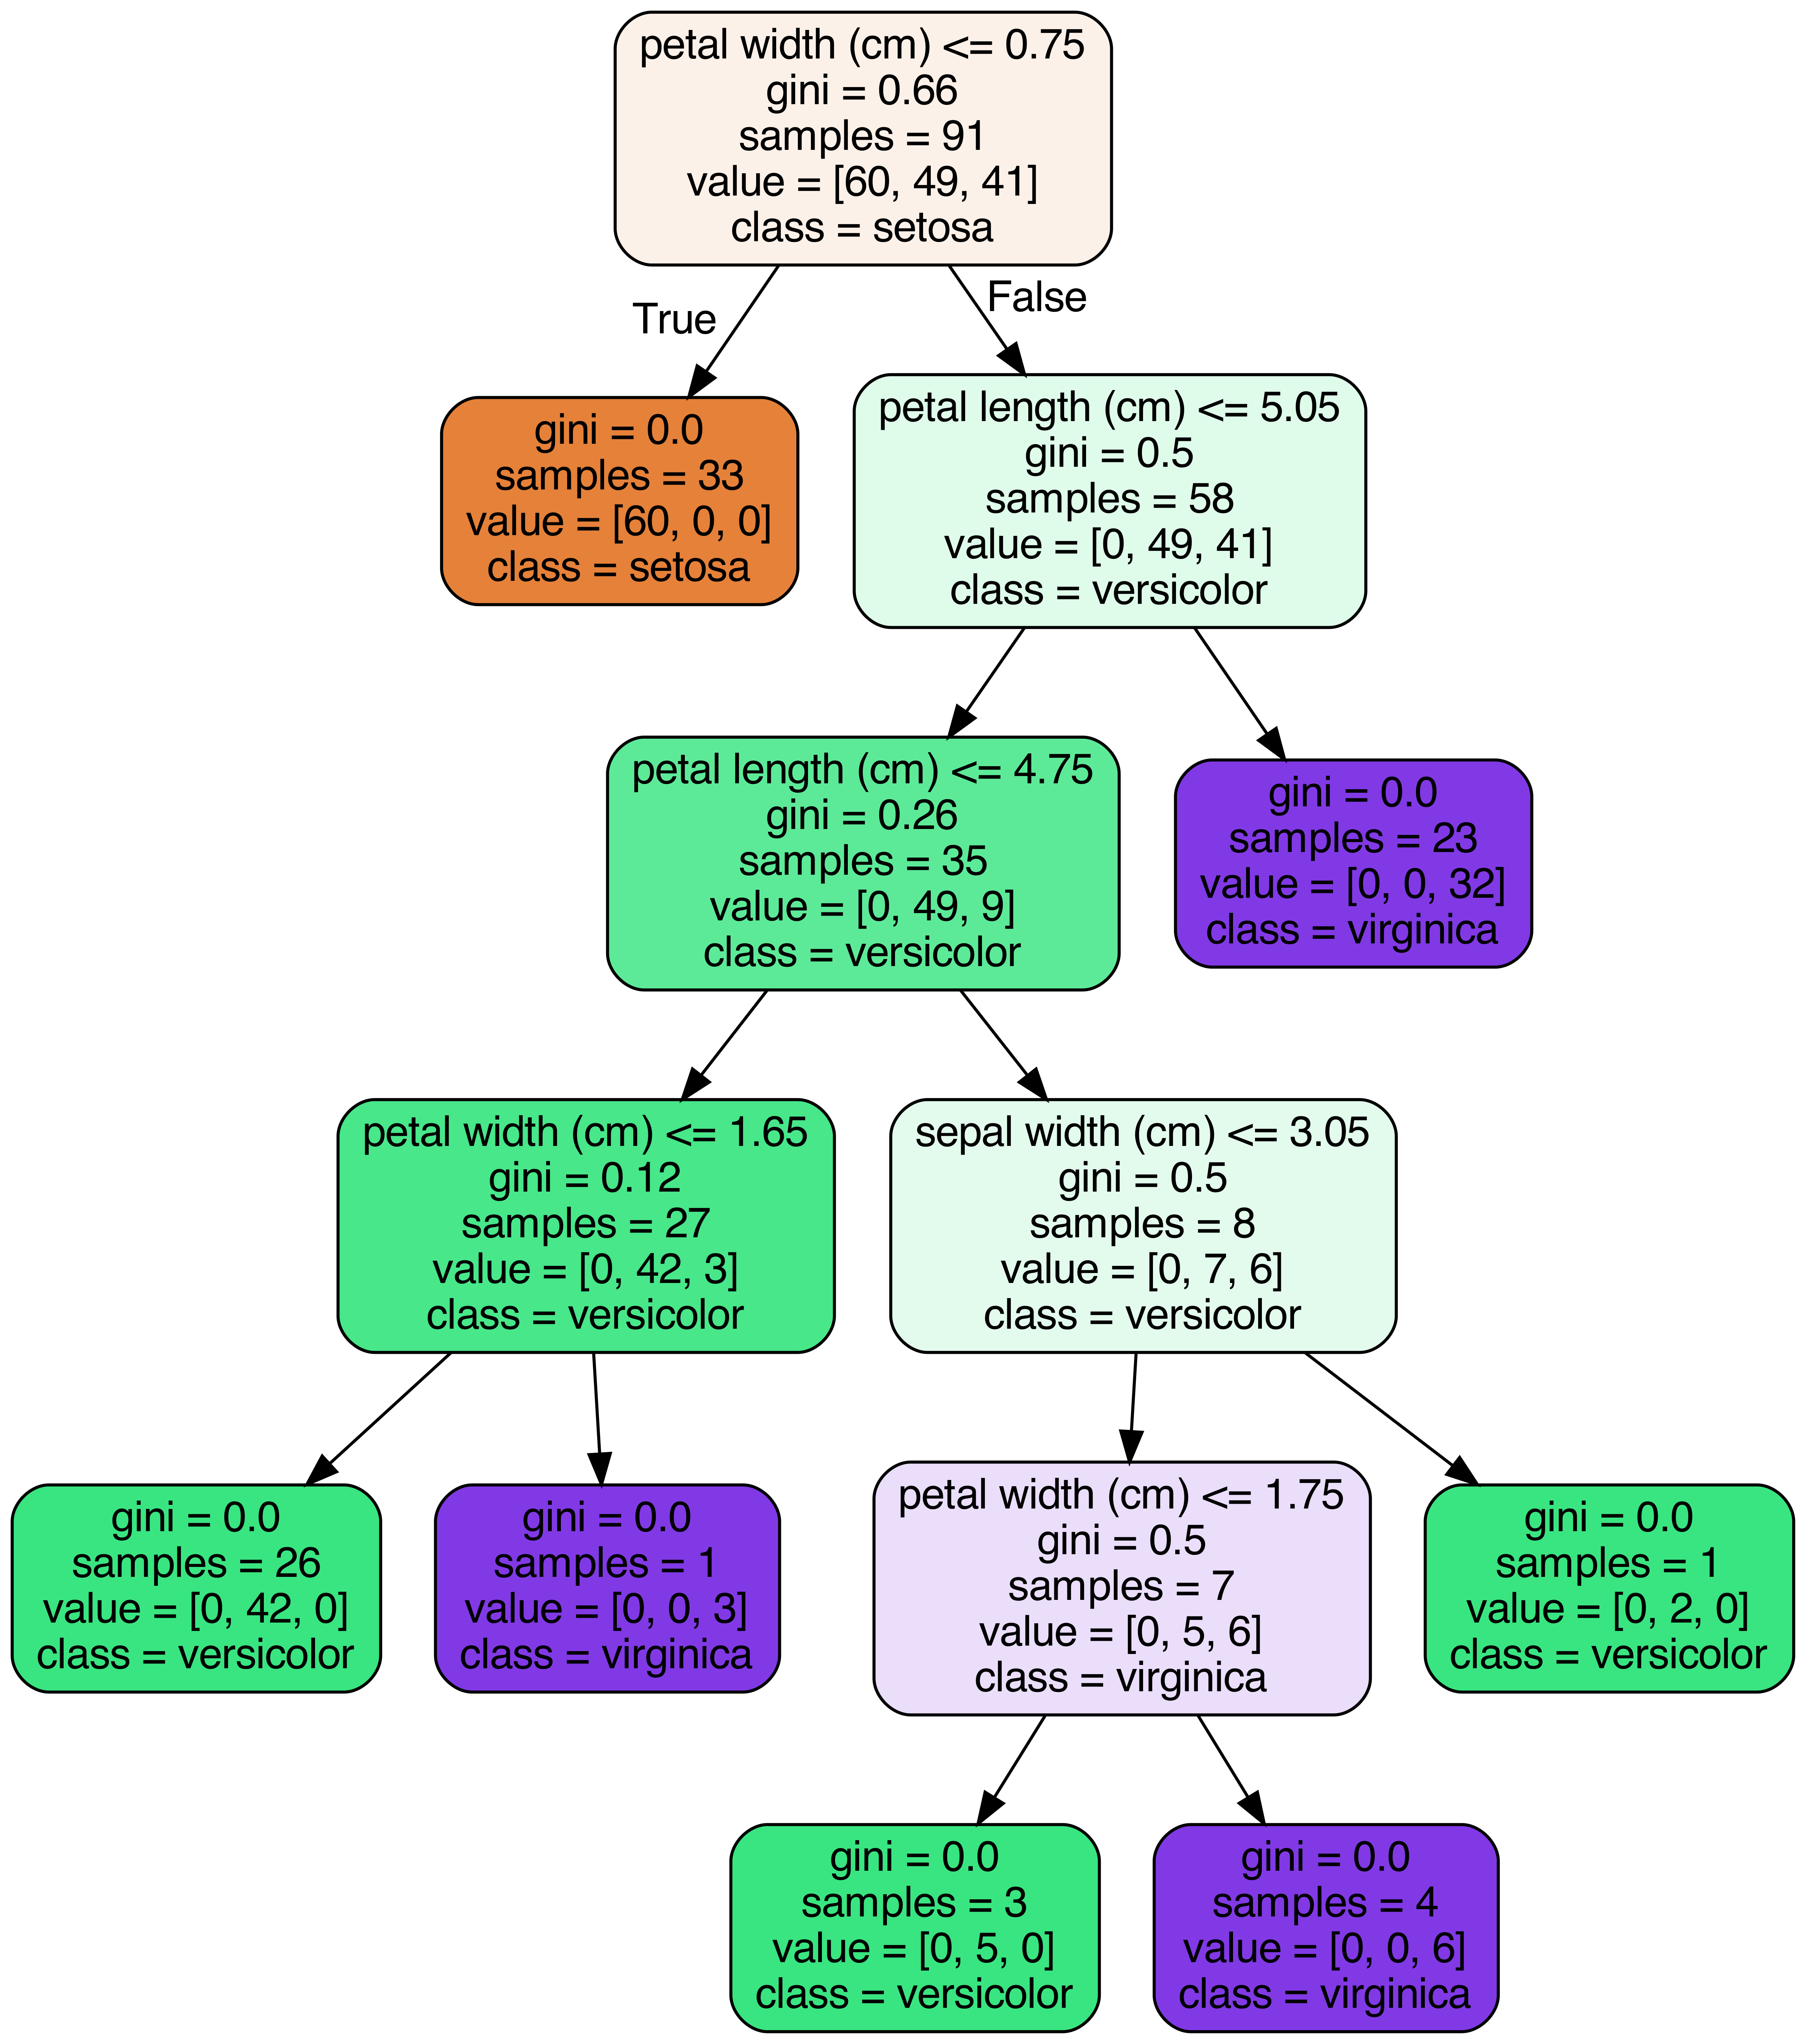 petal width (cm) <= 0.75
gini = 0.66
samples = 91
value = [60, 49, 41]
class = setosa
True
False
gini = 0.0
samples = 33
value = [60, 0, 0]
class = setosa
petal length (cm) <= 5.05
gini = 0.5
samples = 58
value = [0, 49, 41]
class = versicolor
petal length (cm) <= 4.75
gini = 0.26
samples = 35
value = [0, 49, 9]
class = versicolor
gini = 0.0
samples = 23
value = [0, 0, 32]
class = virginica
petal width (cm) <= 1.65
gini = 0.12
samples = 27
value = [0, 42, 3]
class = versicolor
sepal width (cm) <= 3.05
gini = 0.5
samples = 8
value = [0, 7, 6]
class = versicolor
gini = 0.0
samples = 26
value = [0, 42, 0]
class = versicolor
gini = 0.0
samples = 1
value = [0, 0, 3]
class = virginica
petal width (cm) <= 1.75
gini = 0.5
samples = 7
value = [0, 5, 6]
class = virginica
gini = 0.0
samples = 1
value = [0, 2, 0]
class = versicolor
gini = 0.0
samples = 3
value = [0, 5, 0]
class = versicolor
gini = 0.0
samples = 4
value = [0, 0, 6]
class = virginica